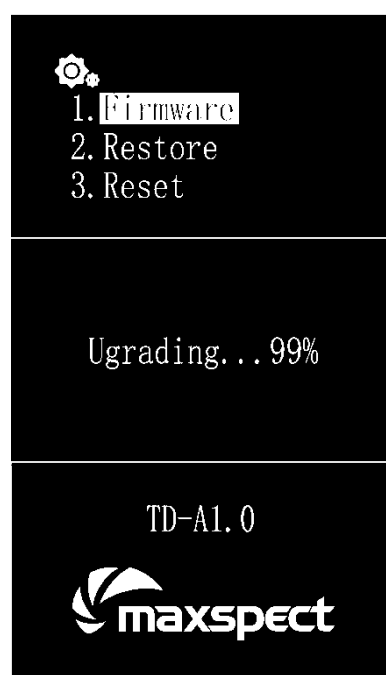 1. Firmware
2. Restore
3. Reset
Ugrading...99%
TD-A1.0
maxspect